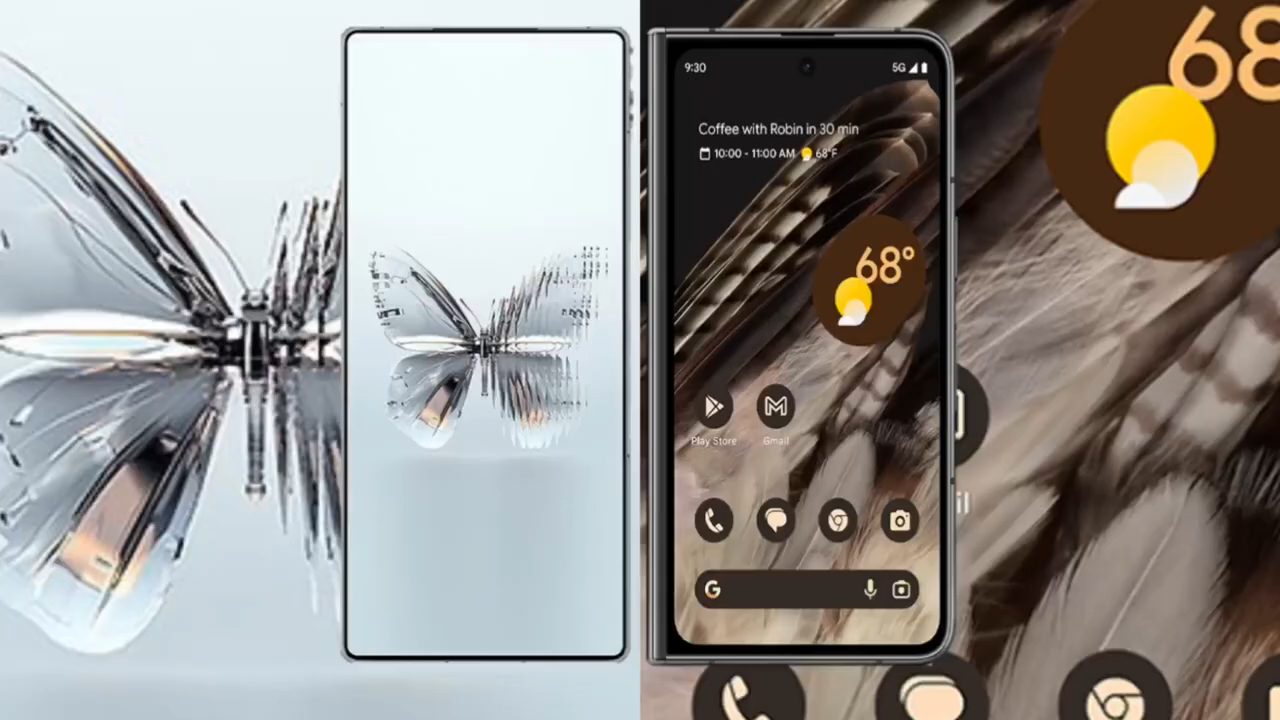 9:30
5G
Coffee with Robin in 30 min
10:00 - 11:00 AM 68°F
68°
Play Store
Gmail
G
68
il